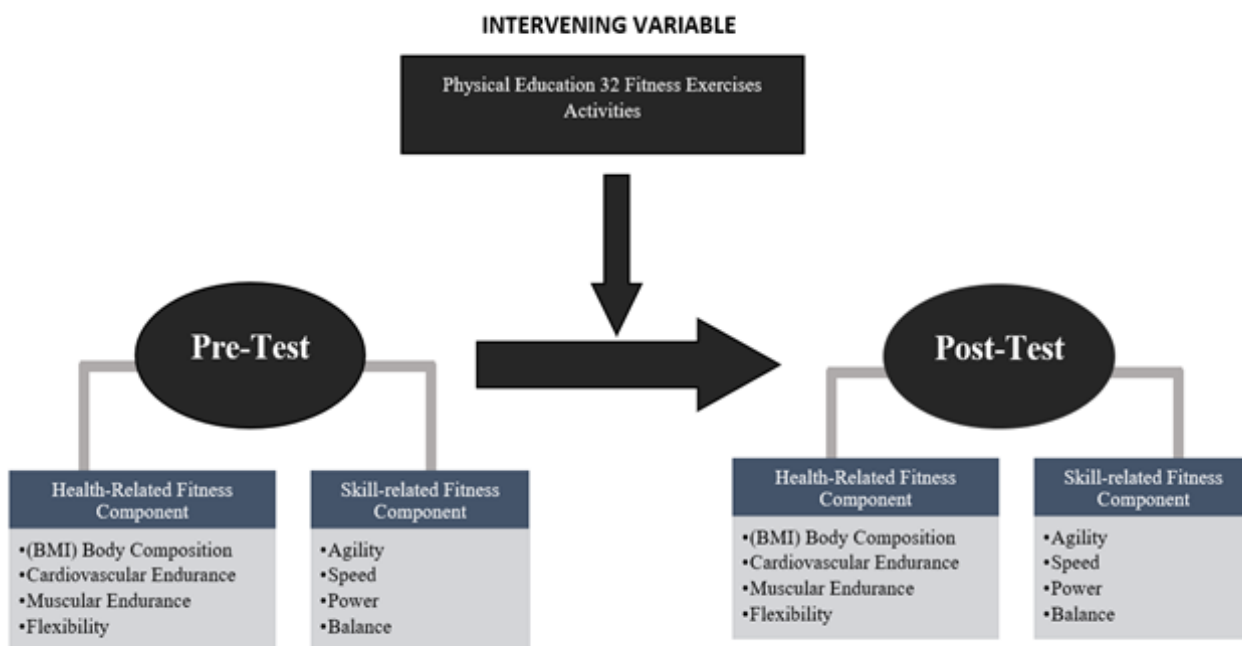 INTERVENING VARIABLE
Physical Education 32 Fitness Exercises
Activities
Pre-Test
Post-Test
Health-Related Fitness
Component
•(BMI) Body Composition
•Cardiovascular Endurance
•Muscular Endurance
•Flexibility
Skill-related Fitness
Component
•Agility
•Speed
•Power
•Balance
Health-Related Fitness
Component
•(BMI) Body Composition
•Cardiovascular Endurance
•Muscular Endurance
•Flexibility
Skill-related Fitness
Component
•Agility
•Speed
•Power
•Balance